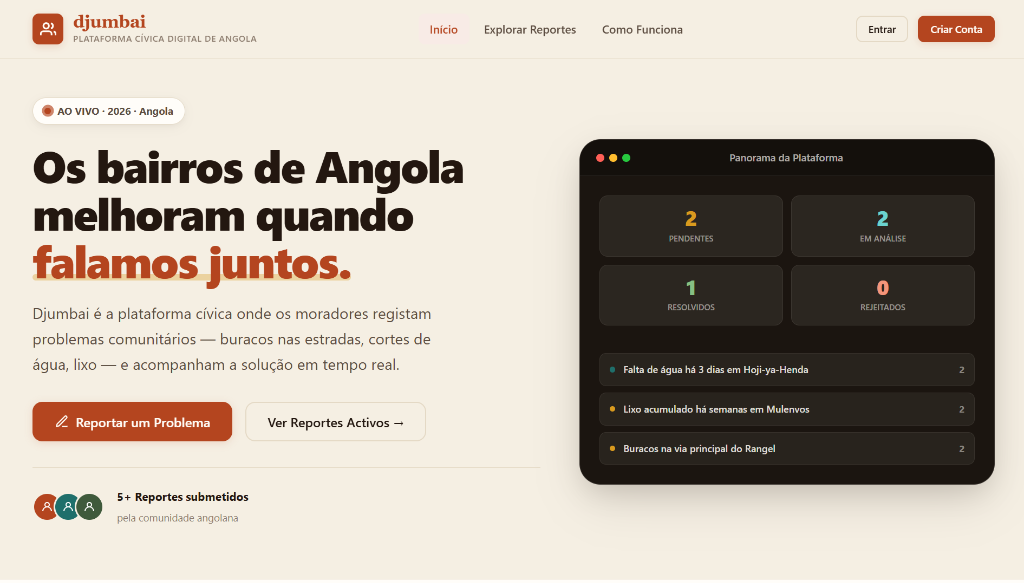 djumbai
PLATAFORMA CÍVICA DIGITAL DE ANGOLA
Início
Explorar Reportes
Como Funciona
Entrar
Criar Conta
AO VIVO · 2026 · Angola
Os bairros de Angola
melhoram quando
falamos juntos.
Djumbai é a plataforma cívica onde os moradores registam
problemas comunitários — buracos nas estradas, cortes de
água, lixo — e acompanham a solução em tempo real.
Reportar um Problema
Ver Reportes Activos →
5+ Reportes submetidos
pela comunidade angolana
Panorama da Plataforma
2
PENDENTES
2
EM ANÁLISE
1
RESOLVIDOS
0
REJEITADOS
Falta de água há 3 dias em Hoji-ya-Henda 2
Lixo acumulado há semanas em Mulenvos 2
Buracos na via principal do Rangel 2